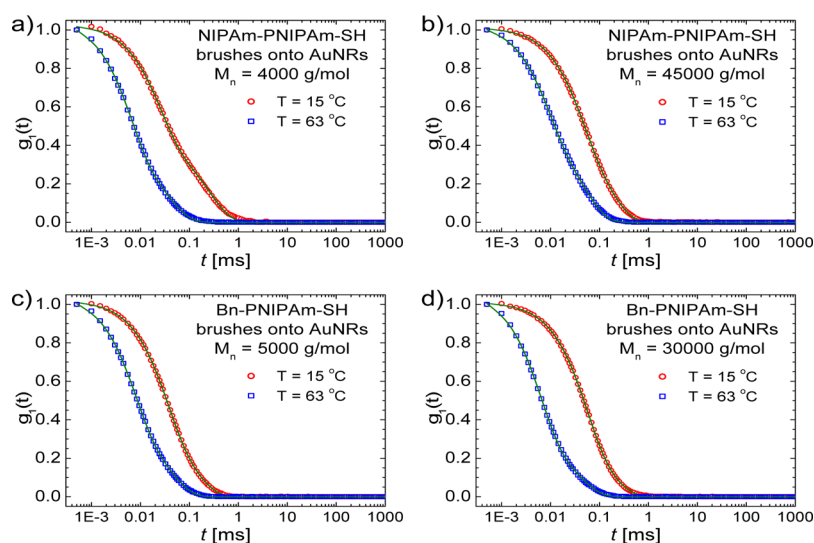 a)
NIPAm-PNIPAm-SH
brushes onto AuNRs
Mn = 4000 g/mol
T = 15 °C
T = 63 °C
g1(t)
1.0
0.8
0.6
0.4
0.2
0.0
1E-3 0.01 0.1 1 10 100 1000
t [ms]
b)
NIPAm-PNIPAm-SH
brushes onto AuNRs
Mn = 45000 g/mol
T = 15 °C
T = 63 °C
g1(t)
1.0
0.8
0.6
0.4
0.2
0.0
1E-3 0.01 0.1 1 10 100 1000
t [ms]
c)
Bn-PNIPAm-SH
brushes onto AuNRs
Mn = 5000 g/mol
T = 15 °C
T = 63 °C
g1(t)
1.0
0.8
0.6
0.4
0.2
0.0
1E-3 0.01 0.1 1 10 100 1000
t [ms]
d)
Bn-PNIPAm-SH
brushes onto AuNRs
Mn = 30000 g/mol
T = 15 °C
T = 63 °C
g1(t)
1.0
0.8
0.6
0.4
0.2
0.0
1E-3 0.01 0.1 1 10 100 1000
t [ms]